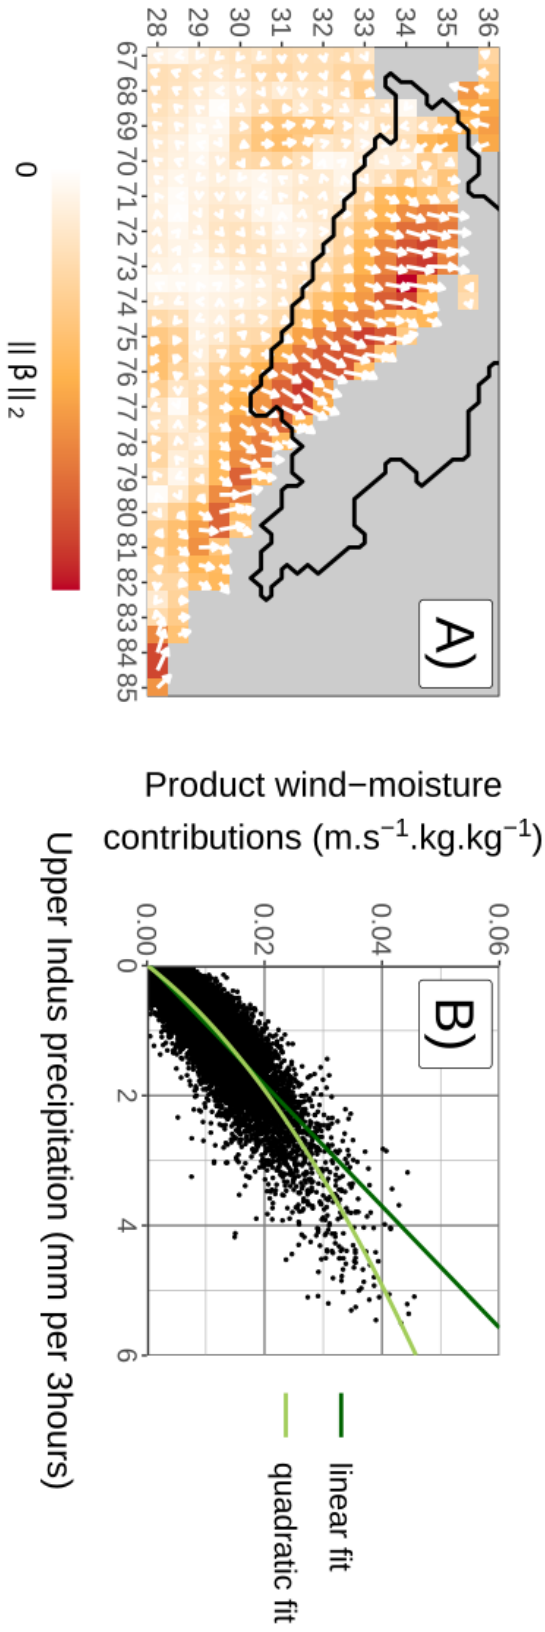 A)
36
35
34
33
32
31
30
29
28
67 68 69 70 71 72 73 74 75 76 77 78 79 80 81 82 83 84 85
0
|| β ||₂
B)
Product wind−moisture
contributions (m.s⁻¹.kg.kg⁻¹)
0.06
0.04
0.02
0.00
0 2 4 6
Upper Indus precipitation (mm per 3hours)
linear fit
quadratic fit